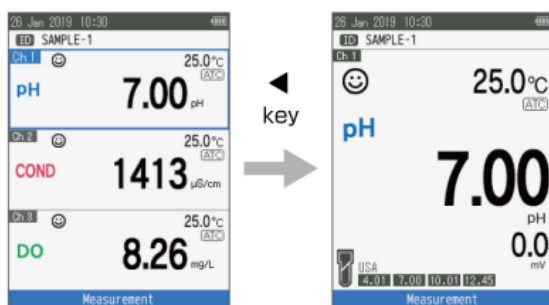 26 Jan 2019 10:30
ID SAMPLE-1
Ch 1
25.0°C
ATC
pH
7.00 pH
Ch 2
25.0°C
ATC
COND
1413 µS/cm
Ch 3
25.0°C
ATC
DO
8.26 mg/L
Measurement
◀
key
26 Jan 2019 10:30
ID SAMPLE-1
Ch 1
25.0°C
ATC
pH
7.00
pH
0.0
mV
USA
4.01 7.00 10.01 12.45
Measurement